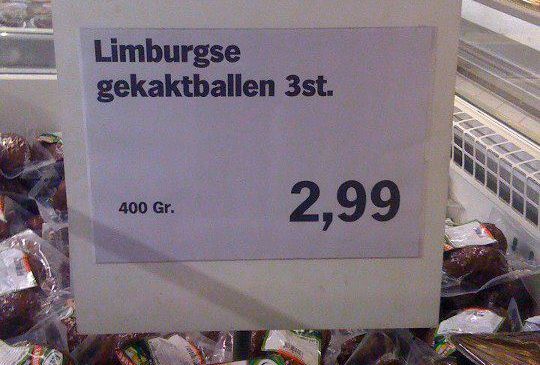 Limburgse
gekaktballen 3st.
400 Gr.
2,99